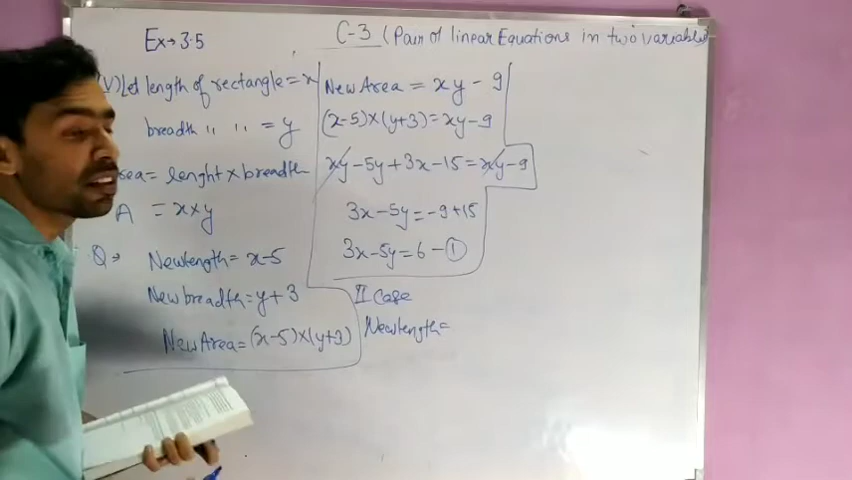 Ex→3.5
C-3 (Pair of linear Equations in two variables)
(V) Let length of rectangle = x
breadth " " = y
Area = lenght × breadth
A = x×y
Q→
New length = x-5
New breadth = y+3
New Area = (x-5)×(y+3)
New Area = xy - 9
(x-5)×(y+3) = xy-9
xy-5y+3x-15 = xy-9
3x-5y = -9+15
3x-5y = 6 - ①
II Case
New length =